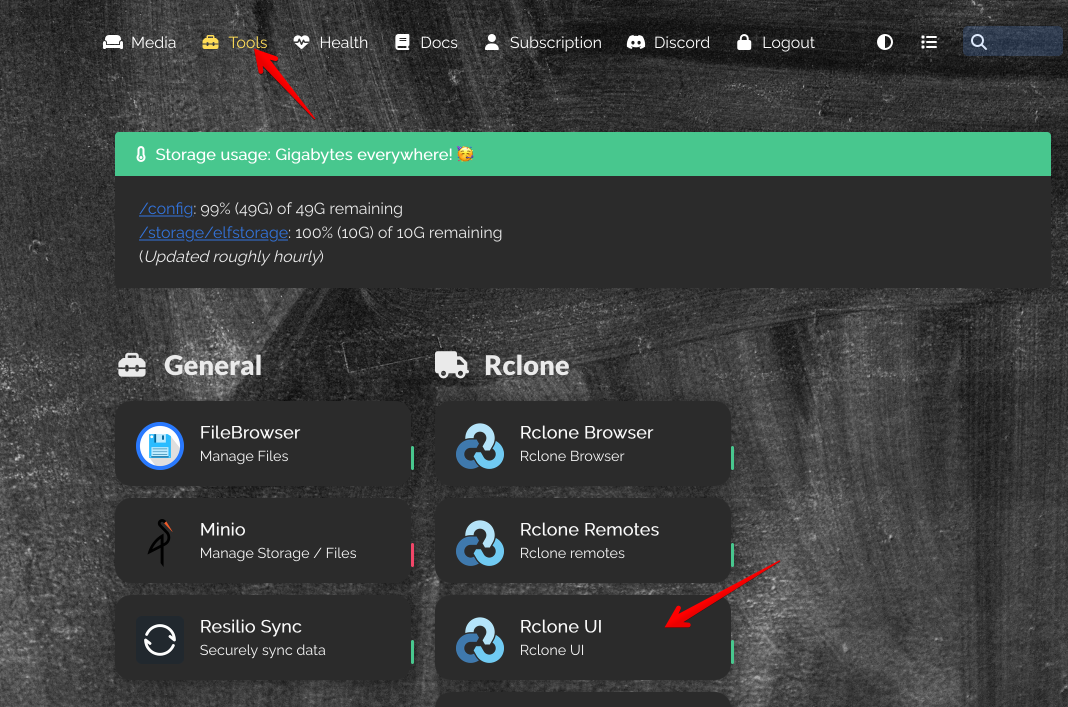 Media Tools Health Docs Subscription Discord Logout
Storage usage: Gigabytes everywhere! 🥳
/config: 99% (49G) of 49G remaining
/storage/elfstorage: 100% (10G) of 10G remaining
(Updated roughly hourly)
General
FileBrowser
Manage Files
Minio
Manage Storage / Files
Resilio Sync
Securely sync data
Rclone
Rclone Browser
Rclone Browser
Rclone Remotes
Rclone remotes
Rclone UI
Rclone UI